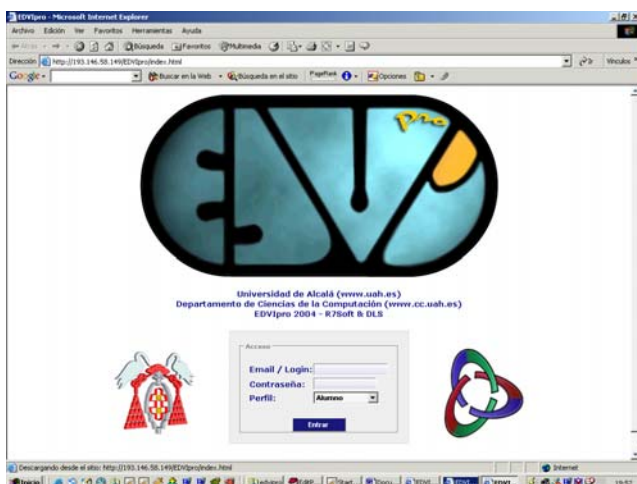 EDVIpro - Microsoft Internet Explorer
Archivo Edición Ver Favoritos Herramientas Ayuda
Atrás Búsqueda Favoritos Multimedia
Dirección http://193.146.58.149/EDVIpro/index.html Ir Vínculos
Google Buscar en la Web Búsqueda en el sitio PageRank Opciones
EDVI pro
Universidad de Alcalá (www.uah.es)
Departamento de Ciencias de la Computación (www.cc.uah.es)
EDVIpro 2004 - R7Soft & DLS
Acceso
Email / Login:
Contraseña:
Perfil: Alumno
Entrar
Descargando desde el sitio: http://193.146.58.149/EDVIpro/index.html Internet
Inicio